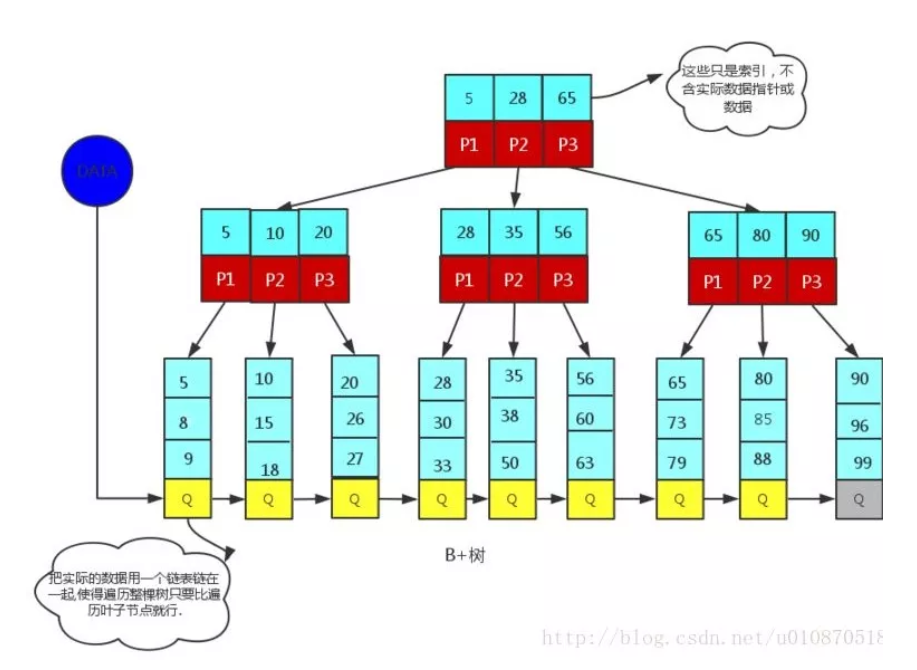 这些只是索引，不
含实际数据指针或
数据
5 28 65
P1 P2 P3
DATA
5 10 20
P1 P2 P3
28 35 56
P1 P2 P3
65 80 90
P1 P2 P3
5 10 20 28 35 56 65 80 90
8 15 26 30 38 60 73 85 96
9 18 27 33 50 63 79 88 99
Q Q Q Q Q Q Q Q Q
B+树
把实际的数据用一个链表链在
一起,使得遍历整棵树只要比遍
历叶子节点就行.
http://blog.csdn.net/u010870518